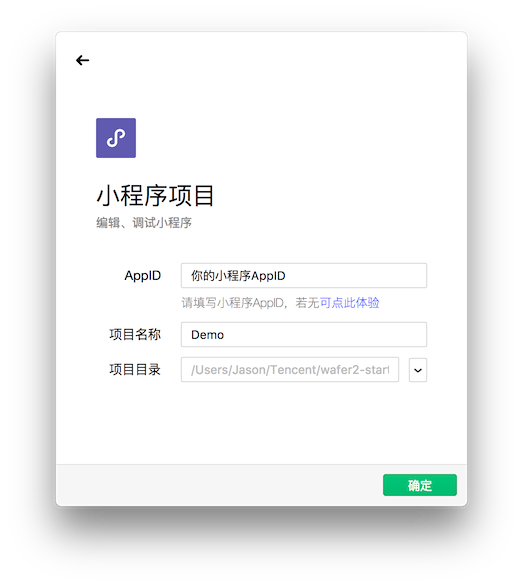 小程序项目
编辑、调试小程序
AppID 你的小程序AppID
请填写小程序AppID，若无可点此体验
项目名称 Demo
项目目录 /Users/Jason/Tencent/wafer2-start
确定